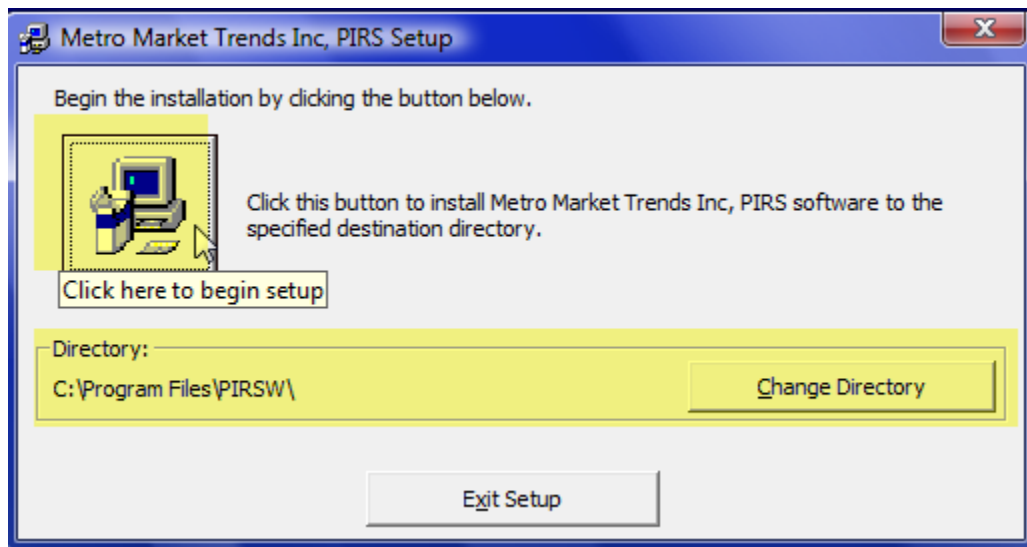 Metro Market Trends Inc, PIRS Setup
X
Begin the installation by clicking the button below.
Click this button to install Metro Market Trends Inc, PIRS software to the
specified destination directory.
Click here to begin setup
Directory:
C:\Program Files\PIRSW\
Change Directory
Exit Setup